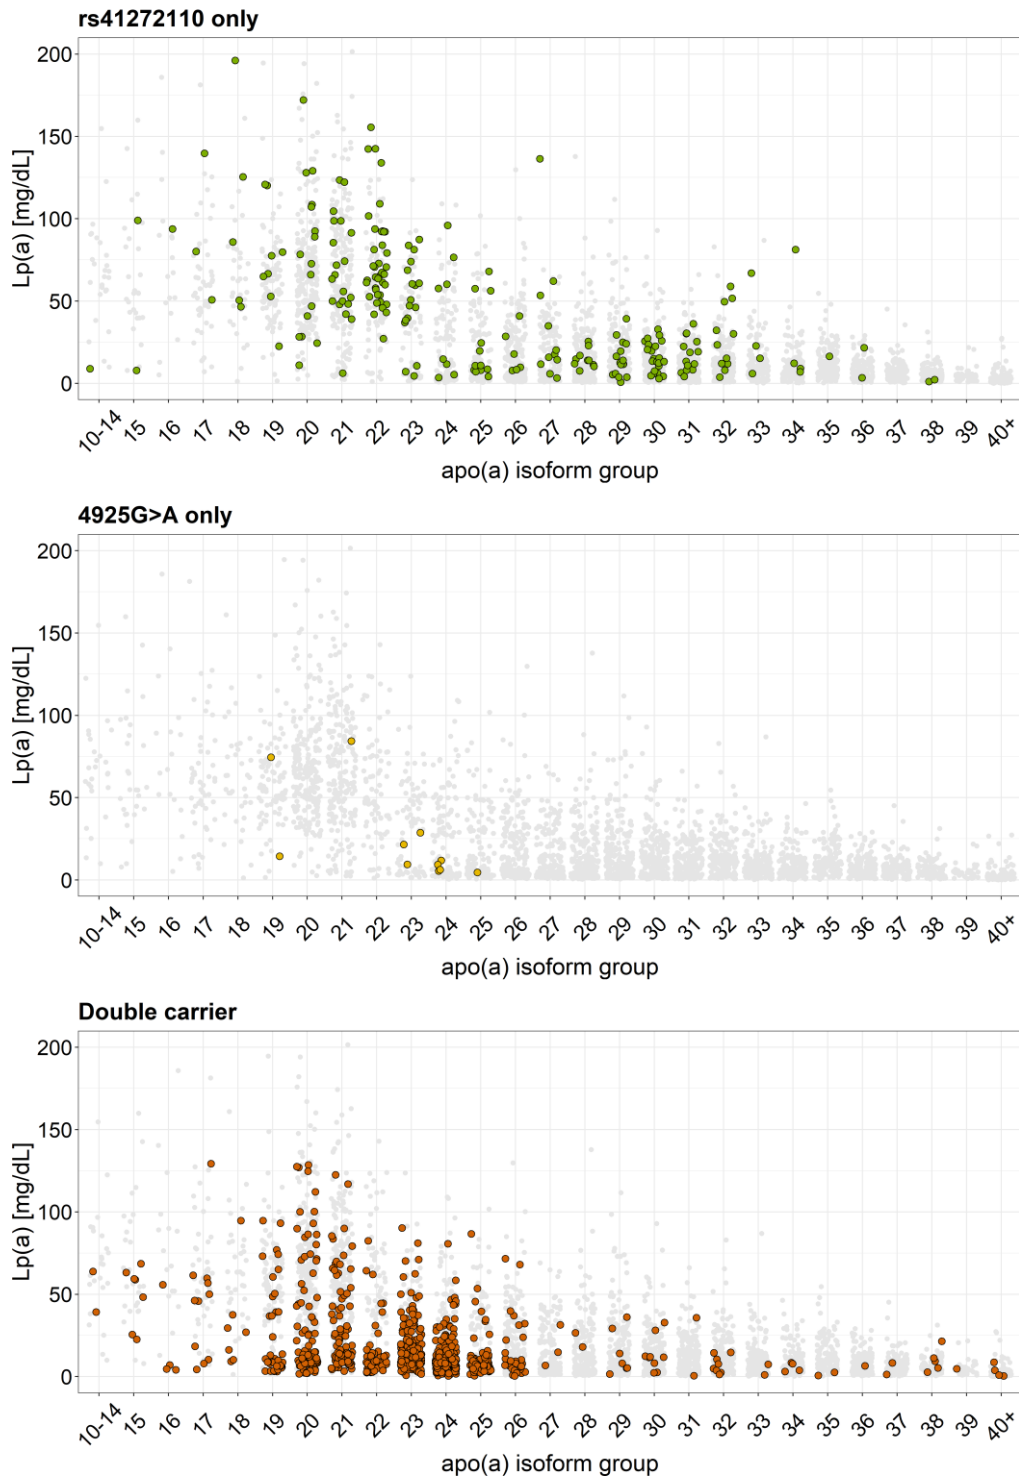 rs41272110 only
Lp(a) [mg/dL]
200
150
100
50
0
10-14 15 16 17 18 19 20 21 22 23 24 25 26 27 28 29 30 31 32 33 34 35 36 37 38 39 40+
apo(a) isoform group
4925G>A only
Lp(a) [mg/dL]
200
150
100
50
0
10-14 15 16 17 18 19 20 21 22 23 24 25 26 27 28 29 30 31 32 33 34 35 36 37 38 39 40+
apo(a) isoform group
Double carrier
Lp(a) [mg/dL]
200
150
100
50
0
10-14 15 16 17 18 19 20 21 22 23 24 25 26 27 28 29 30 31 32 33 34 35 36 37 38 39 40+
apo(a) isoform group